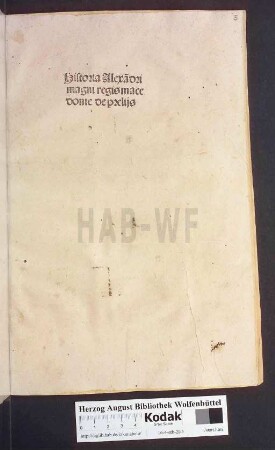 Historia Alexãdri
magni regis mace
donie de prelijs
HAB-WF
Herzog August Bibliothek Wolfenbüttel
Kodak